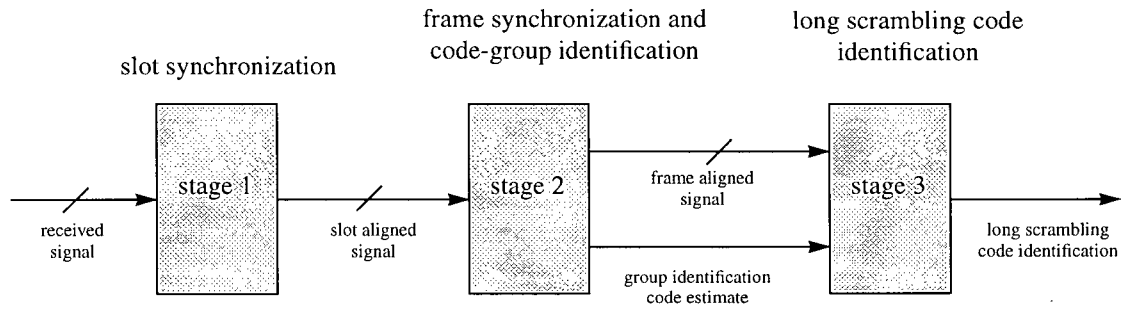 frame synchronization and
code-group identification
long scrambling code
identification
slot synchronization
stage 1
stage 2
stage 3
received
signal
slot aligned
signal
frame aligned
signal
group identification
code estimate
long scrambling
code identification